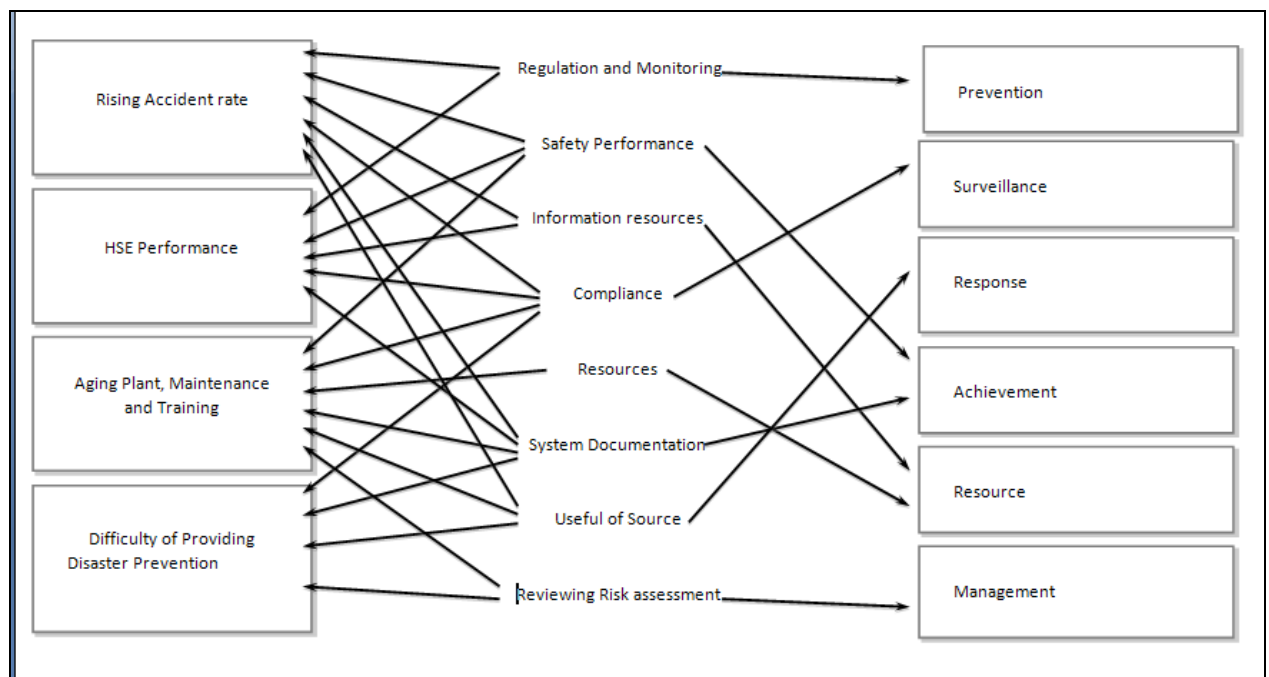 Rising Accident rate
HSE Performance
Aging Plant, Maintenance
and Training
Difficulty of Providing
Disaster Prevention
Regulation and Monitoring
Safety Performance
Information resources
Compliance
Resources
System Documentation
Useful of Source
Reviewing Risk assessment
Prevention
Surveillance
Response
Achievement
Resource
Management